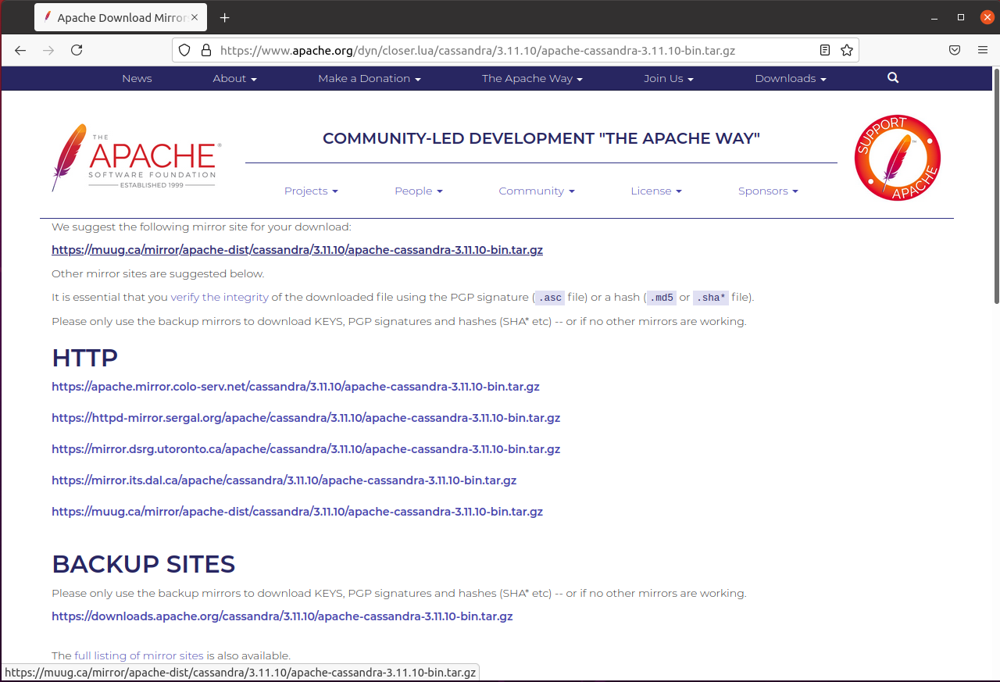 Apache Download Mirror
https://www.apache.org/dyn/closer.lua/cassandra/3.11.10/apache-cassandra-3.11.10-bin.tar.gz
News About Make a Donation The Apache Way Join Us Downloads
THE
APACHE®
SOFTWARE FOUNDATION
ESTABLISHED 1999
COMMUNITY-LED DEVELOPMENT "THE APACHE WAY"
Projects People Community License Sponsors
SUPPORT
APACHE
We suggest the following mirror site for your download:
https://muug.ca/mirror/apache-dist/cassandra/3.11.10/apache-cassandra-3.11.10-bin.tar.gz
Other mirror sites are suggested below.
It is essential that you verify the integrity of the downloaded file using the PGP signature (.asc file) or a hash (.md5 or .sha* file).
Please only use the backup mirrors to download KEYS, PGP signatures and hashes (SHA* etc) -- or if no other mirrors are working.
HTTP
https://apache.mirror.colo-serv.net/cassandra/3.11.10/apache-cassandra-3.11.10-bin.tar.gz
https://httpd-mirror.sergal.org/apache/cassandra/3.11.10/apache-cassandra-3.11.10-bin.tar.gz
https://mirror.dsrg.utoronto.ca/apache/cassandra/3.11.10/apache-cassandra-3.11.10-bin.tar.gz
https://mirror.its.dal.ca/apache/cassandra/3.11.10/apache-cassandra-3.11.10-bin.tar.gz
https://muug.ca/mirror/apache-dist/cassandra/3.11.10/apache-cassandra-3.11.10-bin.tar.gz
BACKUP SITES
Please only use the backup mirrors to download KEYS, PGP signatures and hashes (SHA* etc) -- or if no other mirrors are working.
https://downloads.apache.org/cassandra/3.11.10/apache-cassandra-3.11.10-bin.tar.gz
The full listing of mirror sites is also available.
https://muug.ca/mirror/apache-dist/cassandra/3.11.10/apache-cassandra-3.11.10-bin.tar.gz